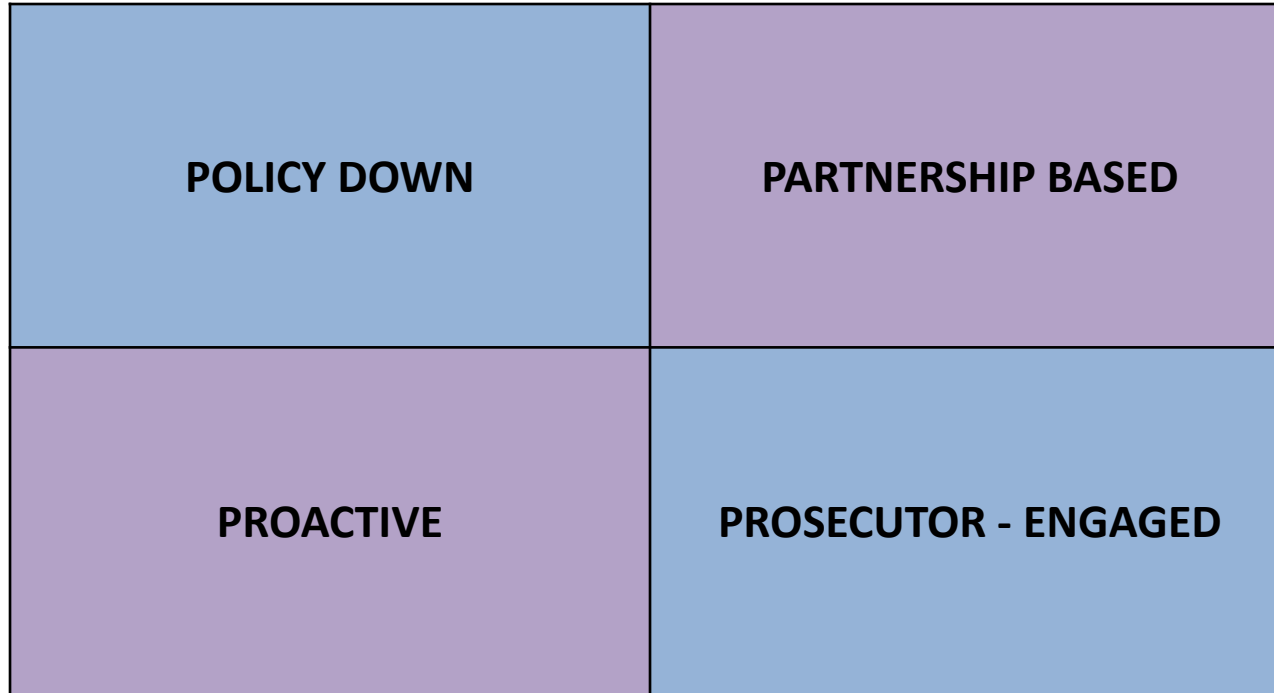 POLICY DOWN
PARTNERSHIP BASED
PROACTIVE
PROSECUTOR - ENGAGED